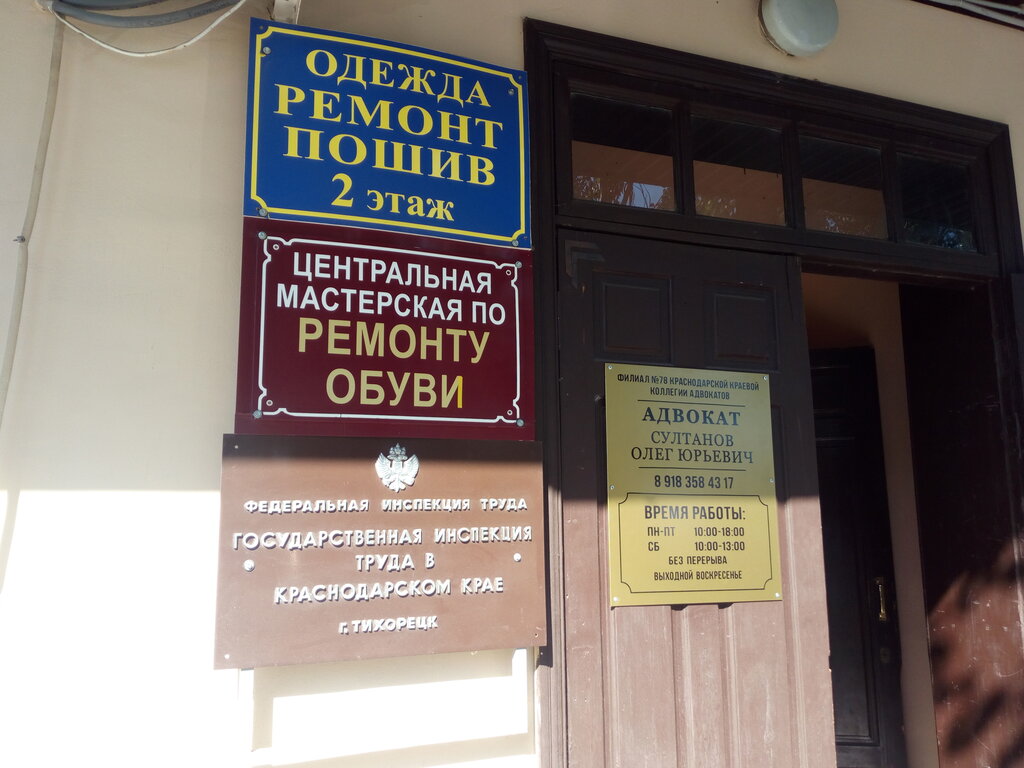 ОДЕЖДА
РЕМОНТ
ПОШИВ
2 этаж
ЦЕНТРАЛЬНАЯ
МАСТЕРСКАЯ ПО
РЕМОНТУ
ОБУВИ
ФЕДЕРАЛЬНАЯ ИНСПЕКЦИЯ ТРУДА
ГОСУДАРСТВЕННАЯ ИНСПЕКЦИЯ
ТРУДА В
КРАСНОДАРСКОМ КРАЕ
г. ТИХОРЕЦК
ФИЛИАЛ №78 КРАСНОДАРСКОЙ КРАЕВОЙ
КОЛЛЕГИИ АДВОКАТОВ
АДВОКАТ
СУЛТАНОВ
ОЛЕГ ЮРЬЕВИЧ
8 918 358 43 17
ВРЕМЯ РАБОТЫ:
ПН-ПТ 10:00-18:00
СБ 10:00-13:00
БЕЗ ПЕРЕРЫВА
ВЫХОДНОЙ ВОСКРЕСЕНЬЕ